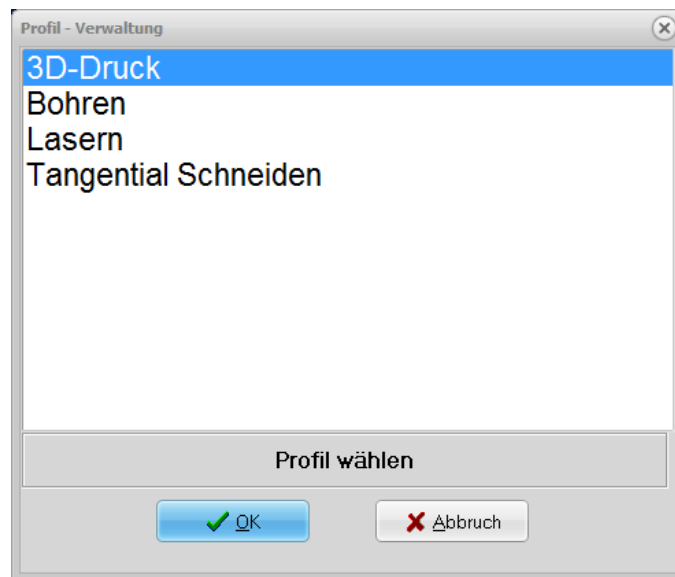 Profil - Verwaltung
3D-Druck
Bohren
Lasern
Tangential Schneiden
Profil wählen
OK
Abbruch